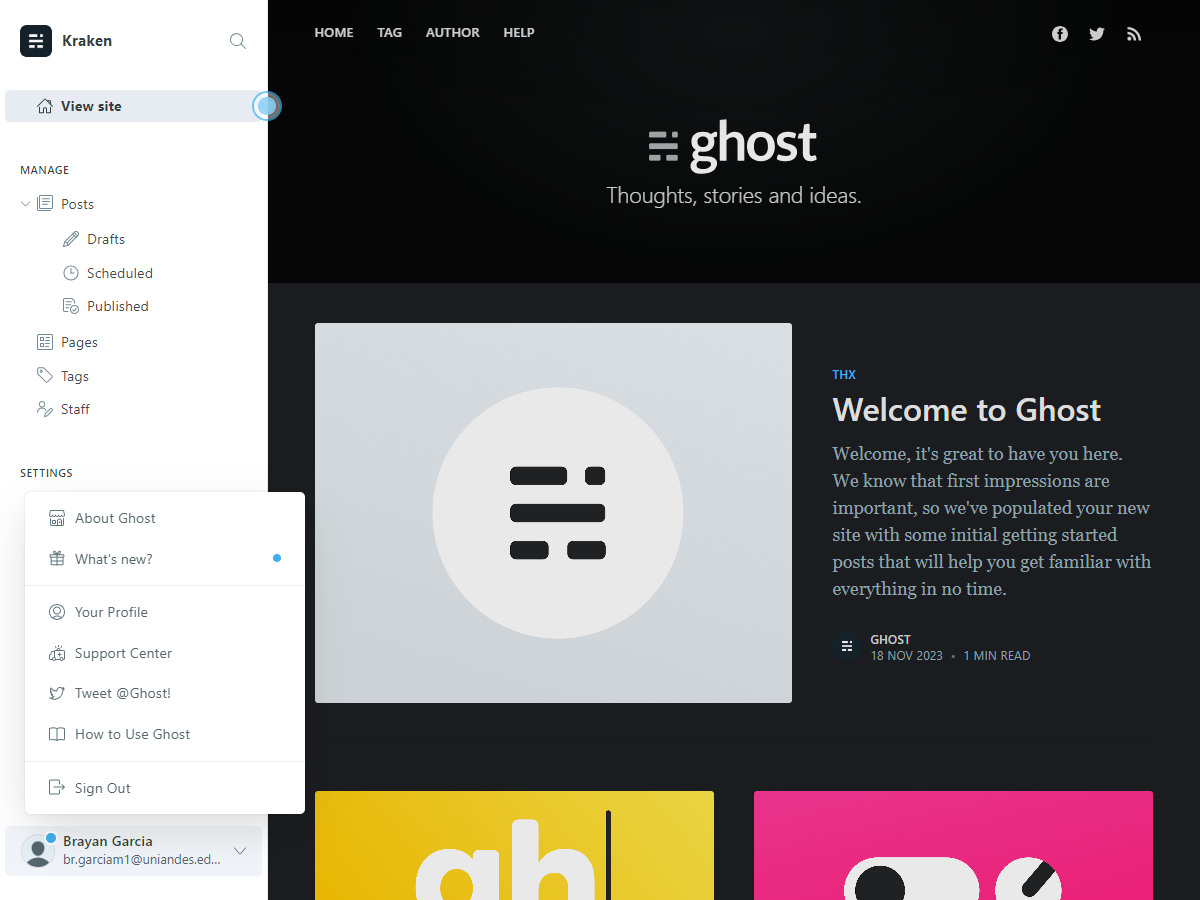 Kraken
View site
MANAGE
Posts
Drafts
Scheduled
Published
Pages
Tags
Staff
SETTINGS
About Ghost
What's new?
Your Profile
Support Center
Tweet @Ghost!
How to Use Ghost
Sign Out
Brayan Garcia
br.garciam1@uniandes.ed...
HOME TAG AUTHOR HELP
ghost
Thoughts, stories and ideas.
THX
Welcome to Ghost
Welcome, it's great to have you here.
We know that first impressions are
important, so we've populated your new
site with some initial getting started
posts that will help you get familiar with
everything in no time.
GHOST
18 NOV 2023 • 1 MIN READ
gh